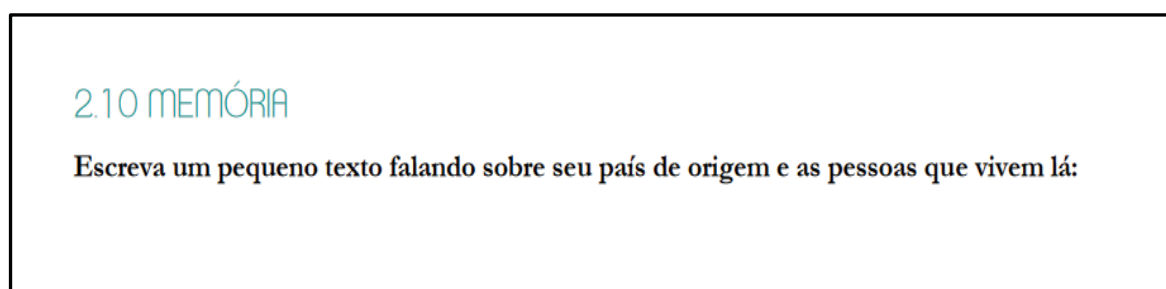 2.10 MEMÓRIA
Escreva um pequeno texto falando sobre seu país de origem e as pessoas que vivem lá: